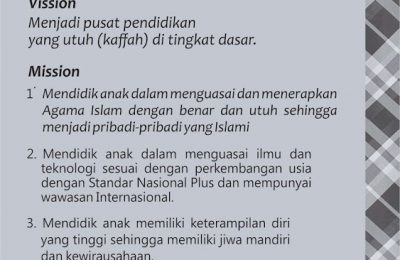 Vission
Menjadi pusat pendidikan
yang utuh (kaffah) di tingkat dasar.
Mission
1. Mendidik anak dalam menguasai dan menerapkan
Agama Islam dengan benar dan utuh sehingga
menjadi pribadi-pribadi yang Islami
2. Mendidik anak dalam menguasai ilmu dan
teknologi sesuai dengan perkembangan usia
dengan Standar Nasional Plus dan mempunyai
wawasan Internasional.
3. Mendidik anak memiliki keterampilan diri
yang tinggi sehingga memiliki jiwa mandiri
dan kewirausahaan.